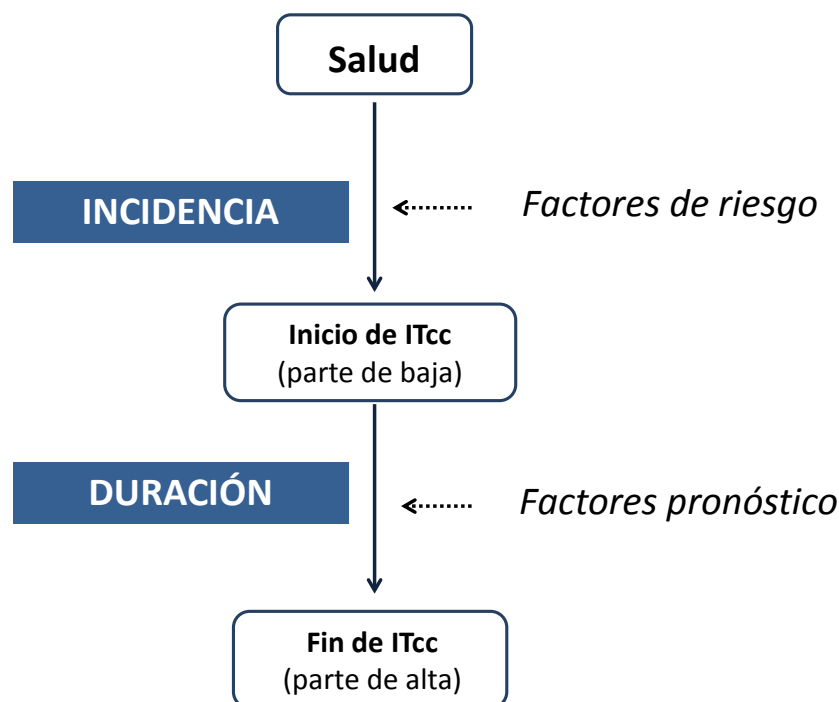 Salud
INCIDENCIA
Factores de riesgo
Inicio de ITcc
(parte de baja)
DURACIÓN
Factores pronóstico
Fin de ITcc
(parte de alta)